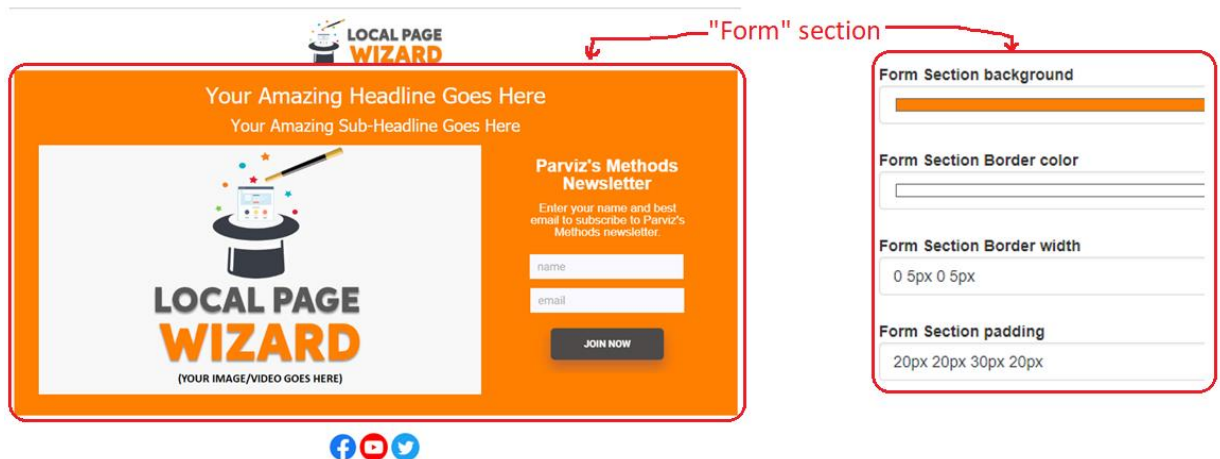 LOCAL PAGE
WIZARD
"Form" section
Your Amazing Headline Goes Here
Your Amazing Sub-Headline Goes Here
LOCAL PAGE
WIZARD
(YOUR IMAGE/VIDEO GOES HERE)
Parviz's Methods
Newsletter
Enter your name and best
email to subscribe to Parviz's
Methods newsletter.
name
email
JOIN NOW
Form Section background
Form Section Border color
Form Section Border width
0 5px 0 5px
Form Section padding
20px 20px 30px 20px